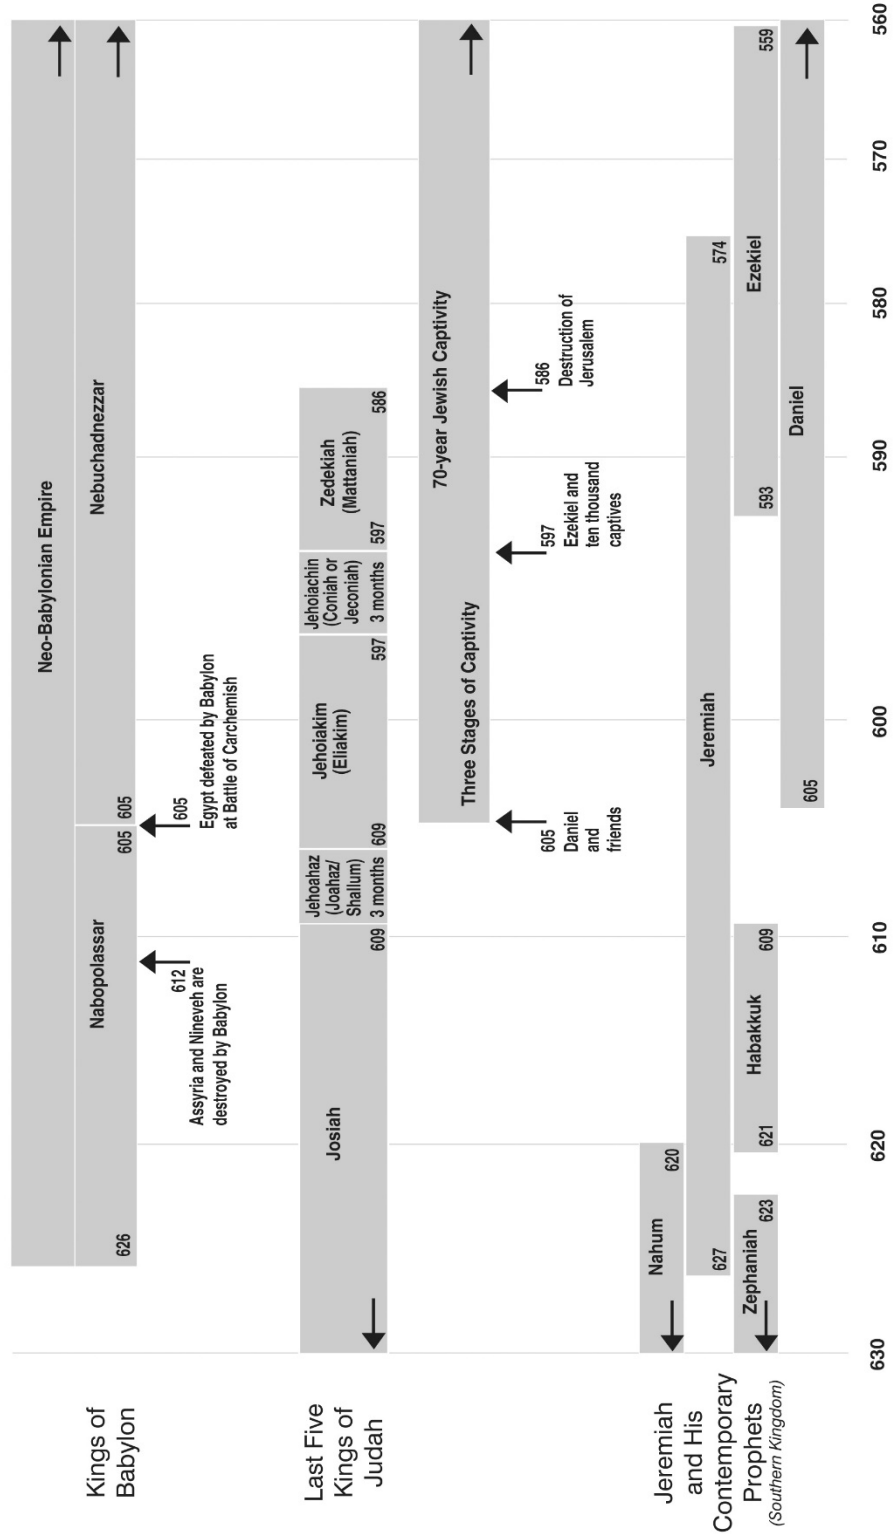 Neo-Babylonian Empire
Kings of
Babylon
626
Nabopolassar
605
605
Nebuchadnezzar
612
Assyria and Nineveh are
destroyed by Babylon
605
Egypt defeated by Babylon
at Battle of Carchemish
Last Five
Kings of
Judah
Josiah
609
Jehoahaz
(Joahaz/
Shallum)
3 months
609
Jehoiakim
(Eliakim)
597
Jehoiachin
(Coniah or
Jeconiah)
3 months
597
Zedekiah
(Mattaniah)
586
70-year Jewish Captivity
Three Stages of Captivity
605
Daniel
and
friends
597
Ezekiel and
ten thousand
captives
586
Destruction of
Jerusalem
Jeremiah
and His
Contemporary
Prophets
(Southern Kingdom)
Nahum
620
627
Jeremiah
574
Zephaniah
623
621
Habakkuk
609
593
Ezekiel
559
605
Daniel
630
620
610
600
590
580
570
560